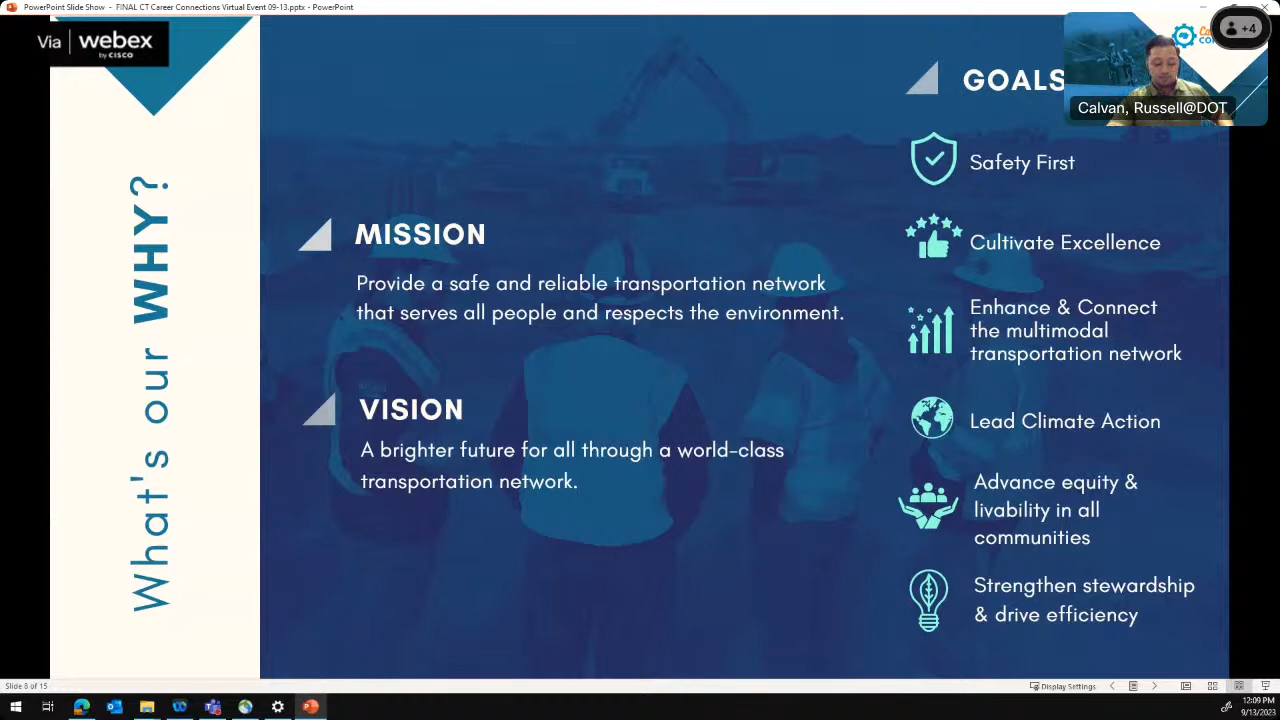 PowerPoint Slide Show - FINAL CT Career Connections Virtual Event 09-13.pptx - PowerPoint
Via webex
by CISCO
+4
Calvan, Russell@DOT
What's our WHY?
MISSION
Provide a safe and reliable transportation network
that serves all people and respects the environment.
VISION
A brighter future for all through a world-class
transportation network.
GOALS
Safety First
Cultivate Excellence
Enhance & Connect
the multimodal
transportation network
Lead Climate Action
Advance equity &
livability in all
communities
Strengthen stewardship
& drive efficiency
Slide 8 of 15
Display Settings
12:09 PM
9/13/2023